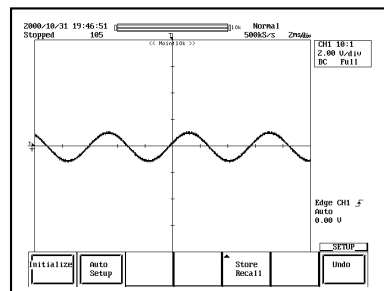 2000/10/31 19:46:51 10k Normal
Stopped 105 500kS/s 2ms/div
<< Main:10k >>
CH1 10:1
2.00 V/div
DC Full
Edge CH1
Auto
0.00 V
SETUP
Initialize Auto Setup Store Recall Undo